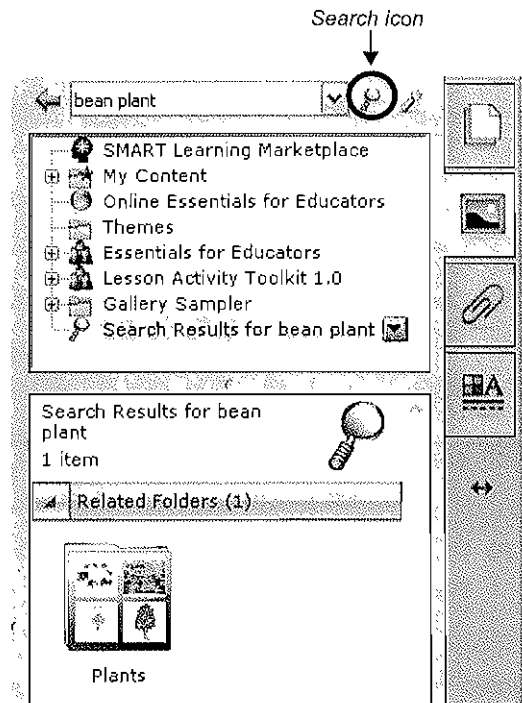 Search icon
bean plant
SMART Learning Marketplace
My Content
Online Essentials for Educators
Themes
Essentials for Educators
Lesson Activity Toolkit 1.0
Gallery Sampler
Search Results for bean plant
A
Search Results for bean
plant
1 item
Related Folders (1)
Plants